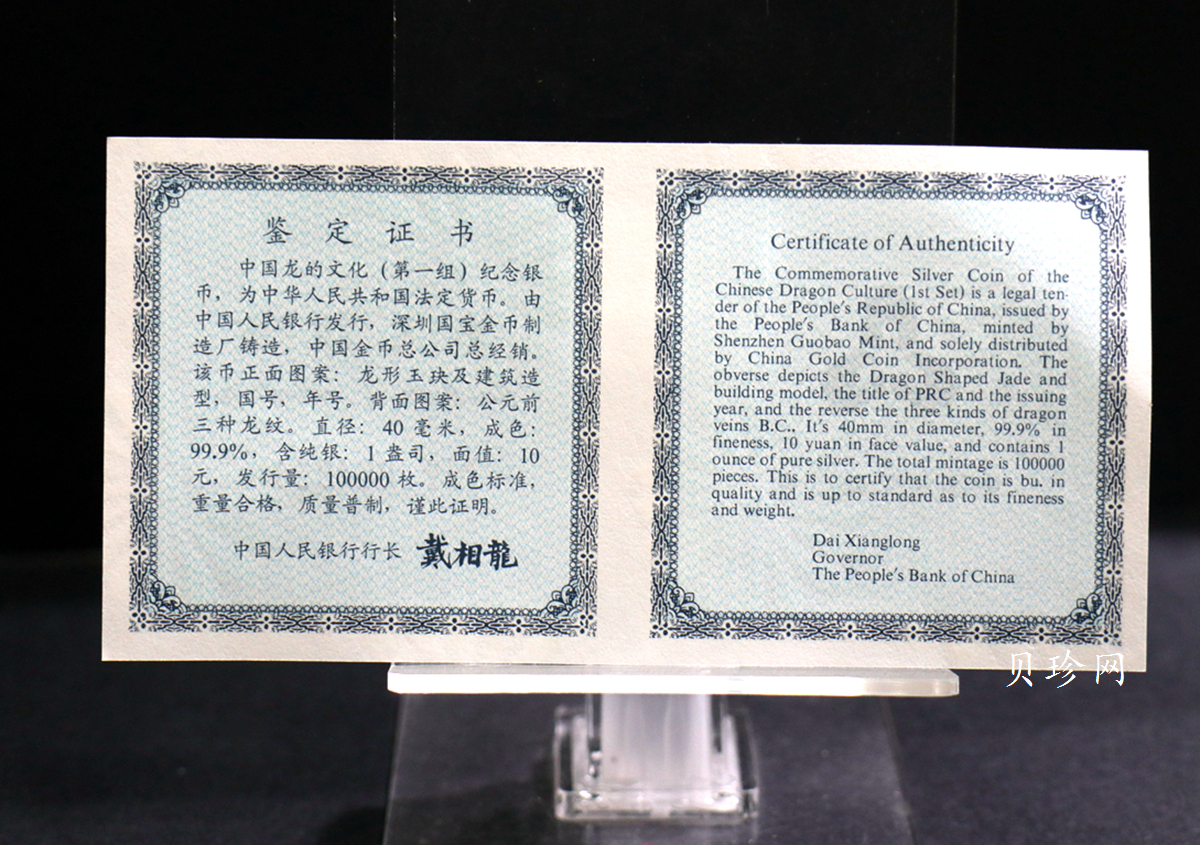 鉴定证书
中国龙的文化(第一组)纪念银
币，为中华人民共和国法定货币。由
中国人民银行发行，深圳国宝金币制
造厂铸造，中国金币总公司总经销。
该币正面图案：龙形玉玦及建筑造
型，国号，年号。背面图案：公元前
三种龙纹。直径：40毫米，成色：
99.9%，含纯银：1盎司，面值：10
元，发行量：100000枚。成色标准，
重量合格，质量普制，谨此证明。
中国人民银行行长 戴相龍
Certificate of Authenticity
The Commemorative Silver Coin of the
Chinese Dragon Culture (1st Set) is a legal ten-
der of the People's Republic of China, issued by
the People's Bank of China, minted by
Shenzhen Guobao Mint, and solely distributed
by China Gold Coin Incorporation. The
obverse depicts the Dragon Shaped Jade and
building model, the title of PRC and the issuing
year, and the reverse the three kinds of dragon
veins B.C.. It's 40mm in diameter, 99.9% in
fineness, 10 yuan in face value, and contains 1
ounce of pure silver. The total mintage is 100000
pieces. This is to certify that the coin is bu. in
quality and is up to standard as to its fineness
and weight.
Dai Xianglong
Governor
The People's Bank of China
贝珍网